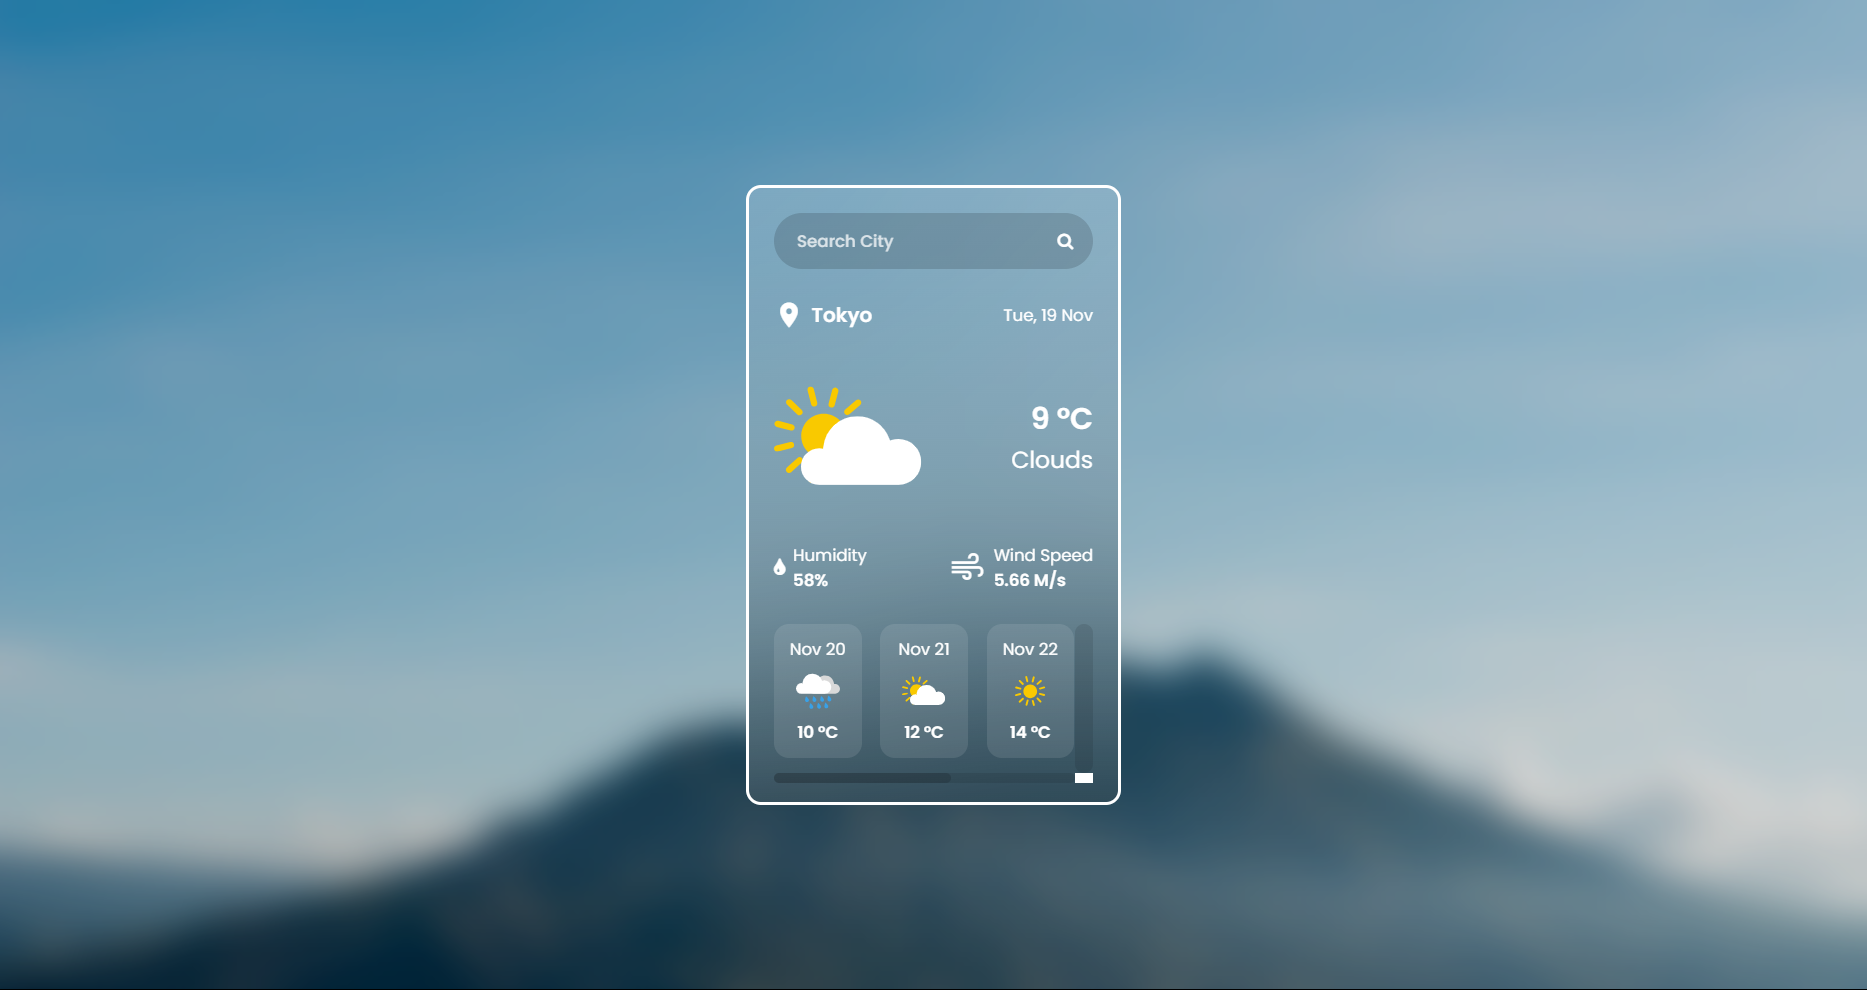 Search City
Tokyo
Tue, 19 Nov
9 °C
Clouds
Humidity
58%
Wind Speed
5.66 M/s
Nov 20
10 °C
Nov 21
12 °C
Nov 22
14 °C